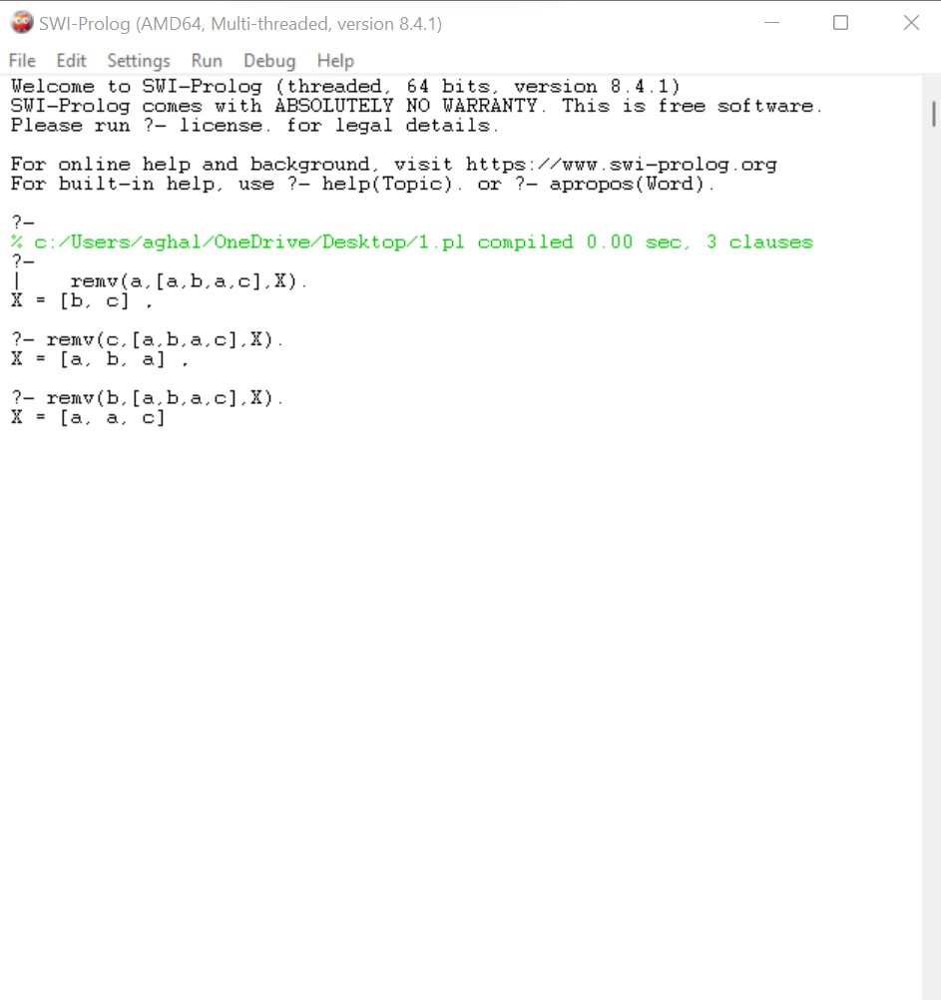 SWI-Prolog (AMD64, Multi-threaded, version 8.4.1)
File Edit Settings Run Debug Help
Welcome to SWI-Prolog (threaded, 64 bits, version 8.4.1)
SWI-Prolog comes with ABSOLUTELY NO WARRANTY. This is free software.
Please run ?- license. for legal details.
For online help and background, visit https://www.swi-prolog.org
For built-in help, use ?- help(Topic). or ?- apropos(Word).
?-
% c:/Users/aghal/OneDrive/Desktop/1.pl compiled 0.00 sec, 3 clauses
?-
|    remv(a,[a,b,a,c],X).
X = [b, c] .
?- remv(c,[a,b,a,c],X).
X = [a, b, a] .
?- remv(b,[a,b,a,c],X).
X = [a, a, c]